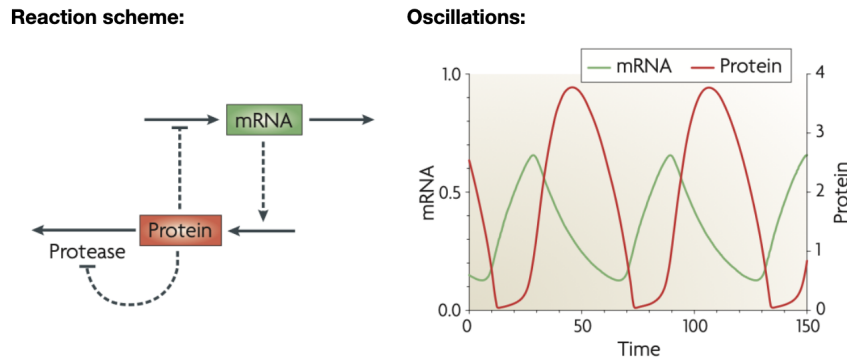 Reaction scheme:
Oscillations:
mRNA
Protein
Protease
mRNA
Protein
1.0
0.5
0.0
mRNA
4
3
2
1
0
Protein
0
50
100
150
Time